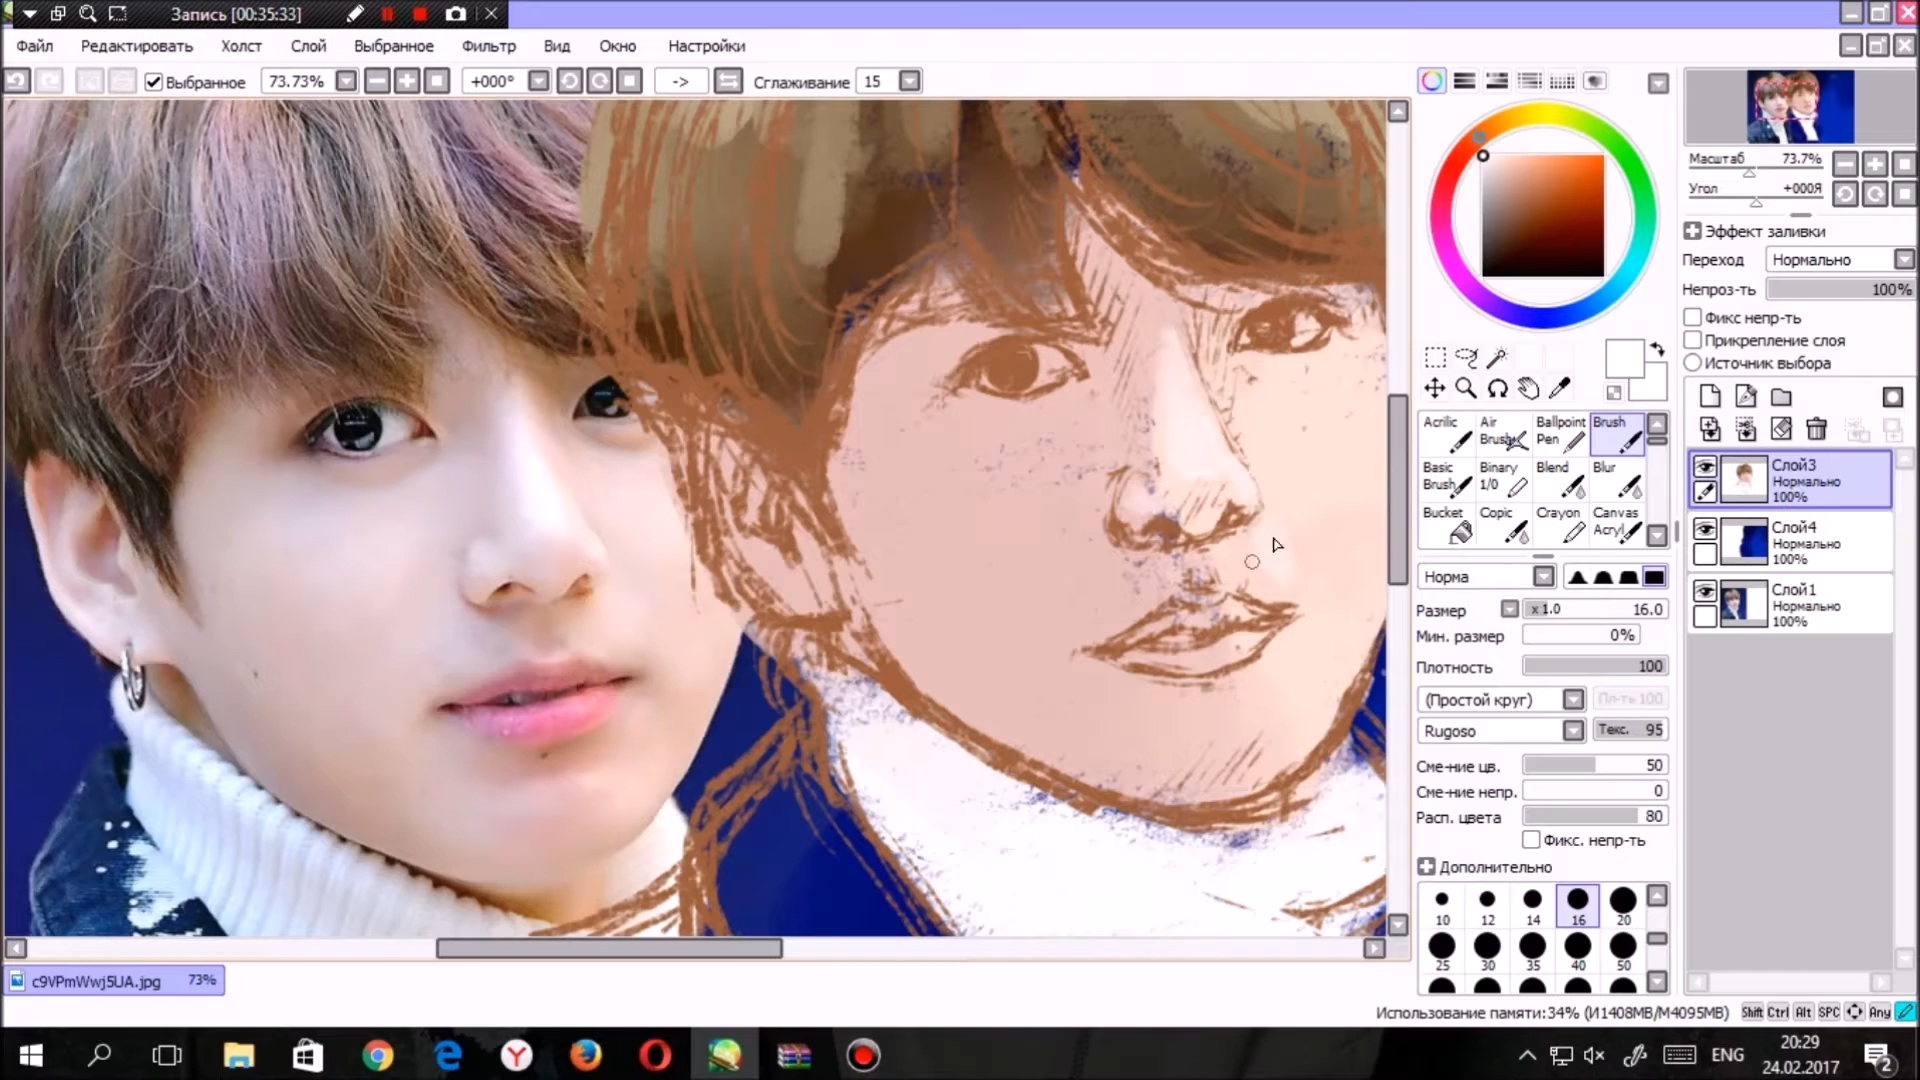 Запись [00:35:33]
Файл Редактировать Холст Слой Выбранное Фильтр Вид Окно Настройки
Выбранное 73.73% +000° -> Сглаживание 15
Масштаб 73.7%
Угол +000Я
Эффект заливки
Переход Нормально
Непроз-ть 100%
Фикс непр-ть
Прикрепление слоя
Источник выбора
Acrilic
Air Brush
Ballpoint Pen
Brush
Basic Brush
Binary 1/0
Blend
Blur
Bucket
Copic
Crayon
Canvas Acryl
Слой3
Нормально
100%
Слой4
Нормально
100%
Слой1
Нормально
100%
Норма
Размер x 1.0 16.0
Мин. размер 0%
Плотность 100
(Простой круг) Пл-ть 100
Rugoso Текс. 95
Сме-ние цв. 50
Сме-ние непр. 0
Расп. цвета 80
Фикс. непр-ть
Дополнительно
10 12 14 16 20
25 30 35 40 50
c9VPmWwj5UA.jpg 73%
Использование памяти:34% (И1408MB/М4095MB) Shift Ctrl Alt SPC Any
ENG
20:29
24.02.2017
2